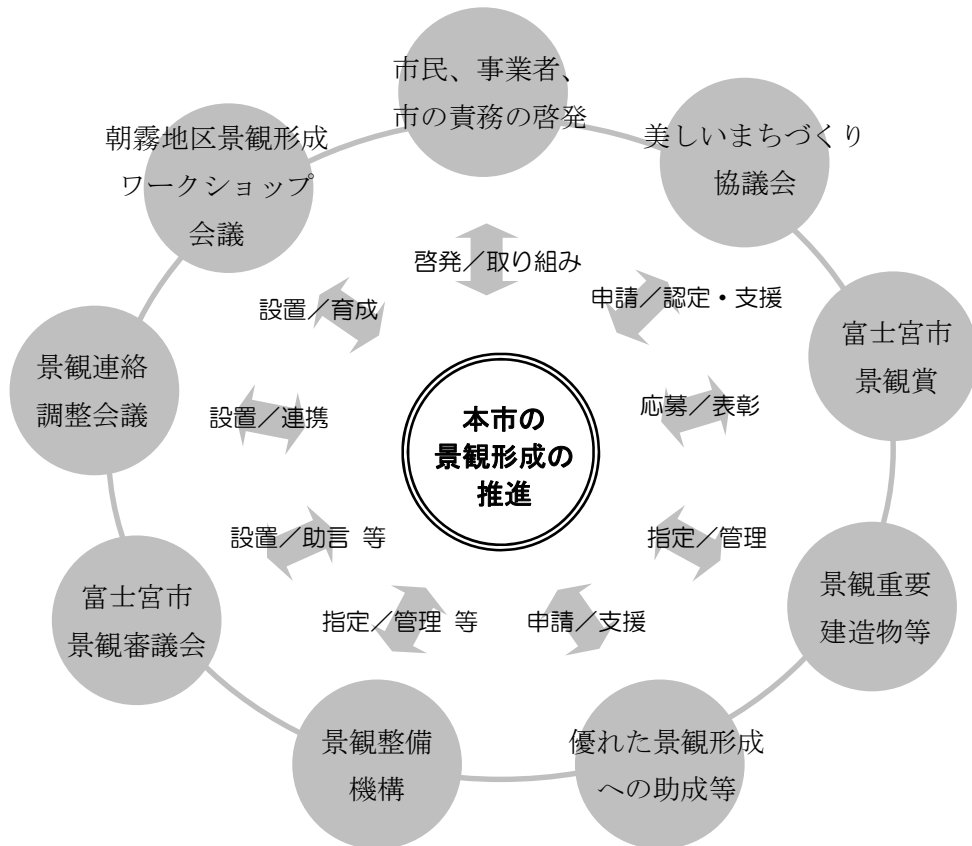 市民、事業者、
市の責務の啓発
美しいまちづくり
協議会
富士宮市
景観賞
景観重要
建造物等
優れた景観形成
への助成等
景観整備
機構
富士宮市
景観審議会
景観連絡
調整会議
朝霧地区景観形成
ワークショップ
会議
啓発／取り組み
申請／認定・支援
応募／表彰
指定／管理
申請／支援
指定／管理 等
設置／助言 等
設置／連携
設置／育成
本市の
景観形成の
推進